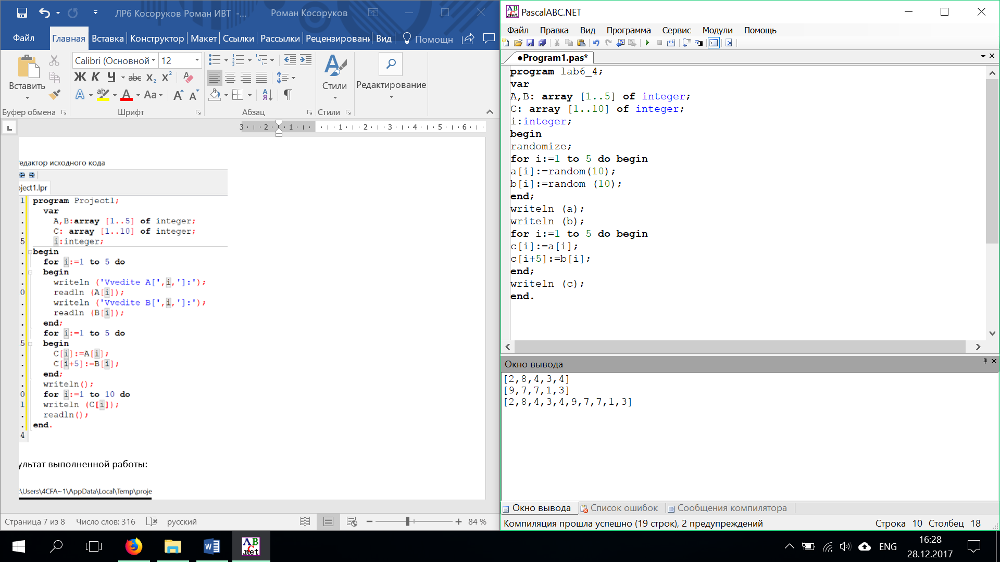 ЛР6 Косоруков Роман ИВТ -...
Роман Косоруков
Файл
Главная
Вставка
Конструктор
Макет
Ссылки
Рассылки
Рецензировани
Вид
Помощн
Вставить
Calibri (Основной
12
Ж К Ч abc X₂ X²
Aa
Стили
Редактирование
Буфер обмена
Шрифт
Абзац
Стили
3 2 1 1 2 3 4 5 6
Редактор исходного кода
oject1.lpr
1 program Project1;
var
A,B:array [1..5] of integer;
C: array [1..10] of integer;
5 i:integer;
begin
for i:=1 to 5 do
begin
writeln ('Vvedite A[',i,']:');
0 readln (A[i]);
writeln ('Vvedite B[',i,']:');
readln (B[i]);
end;
for i:=1 to 5 do
.5 begin
C[i]:=A[i];
C[i+5]:=B[i];
end;
writeln();
20 for i:=1 to 10 do
21 writeln (C[i]);
readln();
end.
24
ультат выполненной работы:
:\Users\4CFA~1\AppData\Local\Temp\proje
Страница 7 из 8
Число слов: 316
русский
84 %
PascalABC.NET
Файл Правка Вид Программа Сервис Модули Помощь
●Program1.pas*
program lab6_4;
var
A,B: array [1..5] of integer;
C: array [1..10] of integer;
i:integer;
begin
randomize;
for i:=1 to 5 do begin
a[i]:=random(10);
b[i]:=random (10);
end;
writeln (a);
writeln (b);
for i:=1 to 5 do begin
c[i]:=a[i];
c[i+5]:=b[i];
end;
writeln (c);
end.
Окно вывода
[2,8,4,3,4]
[9,7,7,1,3]
[2,8,4,3,4,9,7,7,1,3]
Окно вывода
Список ошибок
Сообщения компилятора
Компиляция прошла успешно (19 строк), 2 предупреждений
Строка 10 Столбец 18
ENG
16:28
28.12.2017